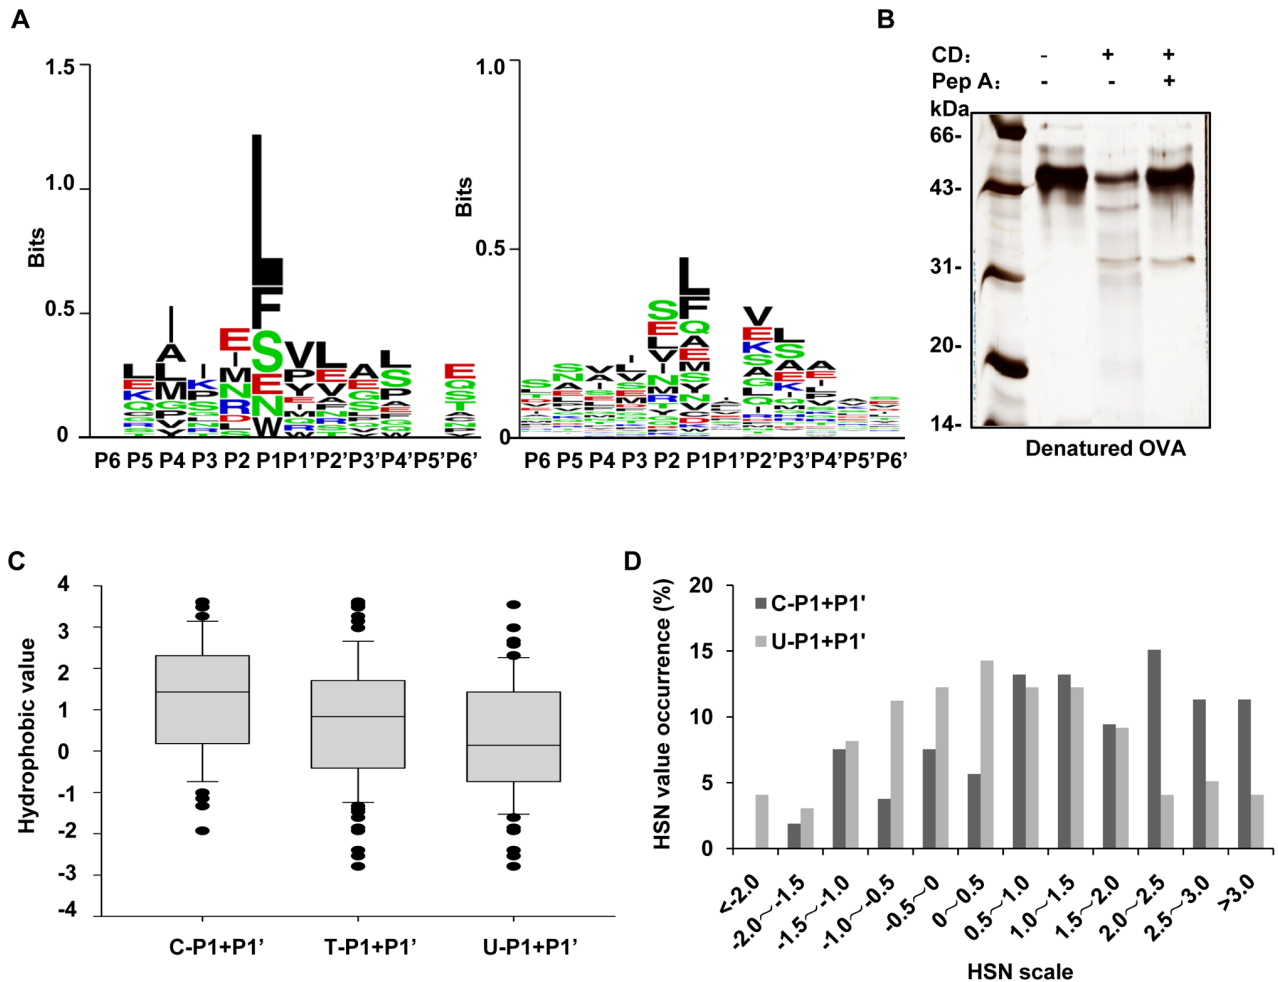 A
B
1.5
1.0
0.5
0
Bits
P6 P5 P4 P3 P2 P1 P1' P2' P3' P4' P5' P6'
1.0
0.5
0
Bits
P6 P5 P4 P3 P2 P1 P1' P2' P3' P4' P5' P6'
CD: - + +
Pep A: - - +
kDa
66-
43-
31-
20-
14-
Denatured OVA
C
Hydrophobic value
4
3
2
1
0
-1
-2
-3
-4
C-P1+P1'
T-P1+P1'
U-P1+P1'
D
HSN value occurrence (%)
20
15
10
5
0
C-P1+P1'
U-P1+P1'
<-2.0
-2.0～-1.5
-1.5～-1.0
-1.0～-0.5
-0.5～0
0～0.5
0.5～1.0
1.0～1.5
1.5～2.0
2.0～2.5
2.5～3.0
>3.0
HSN scale